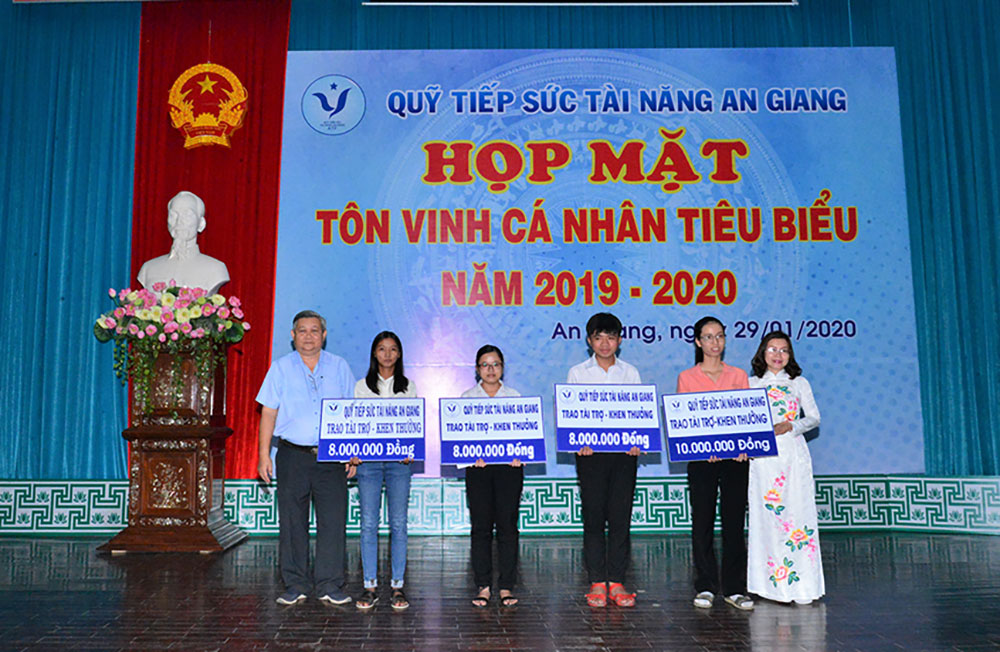 QUỸ TIẾP SỨC TÀI NĂNG AN GIANG
HỌP MẶT
TÔN VINH CÁ NHÂN TIÊU BIỂU
NĂM 2019 - 2020
An Giang, ngày 29/01/2020
QUỸ TIẾP SỨC TÀI NĂNG AN GIANG
TRAO TÀI TRỢ - KHEN THƯỞNG
8.000.000 Đồng
QUỸ TIẾP SỨC TÀI NĂNG AN GIANG
TRAO TÀI TRỢ - KHEN THƯỞNG
8.000.000 Đồng
QUỸ TIẾP SỨC TÀI NĂNG AN GIANG
TRAO TÀI TRỢ - KHEN THƯỞNG
8.000.000 Đồng
QUỸ TIẾP SỨC TÀI NĂNG AN GIANG
TRAO TÀI TRỢ - KHEN THƯỞNG
10.000.000 Đồng